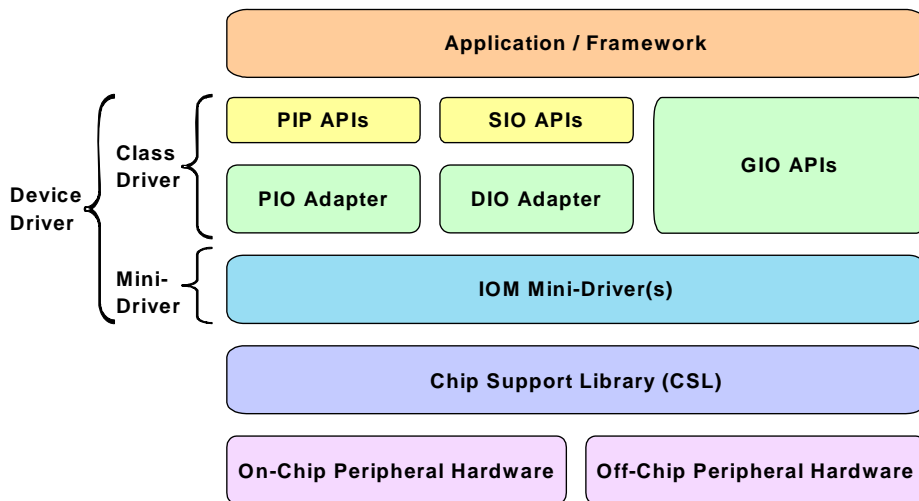 Application / Framework
PIP APIs
SIO APIs
GIO APIs
Class
Driver
PIO Adapter
DIO Adapter
Device
Driver
Mini-
Driver
IOM Mini-Driver(s)
Chip Support Library (CSL)
On-Chip Peripheral Hardware
Off-Chip Peripheral Hardware